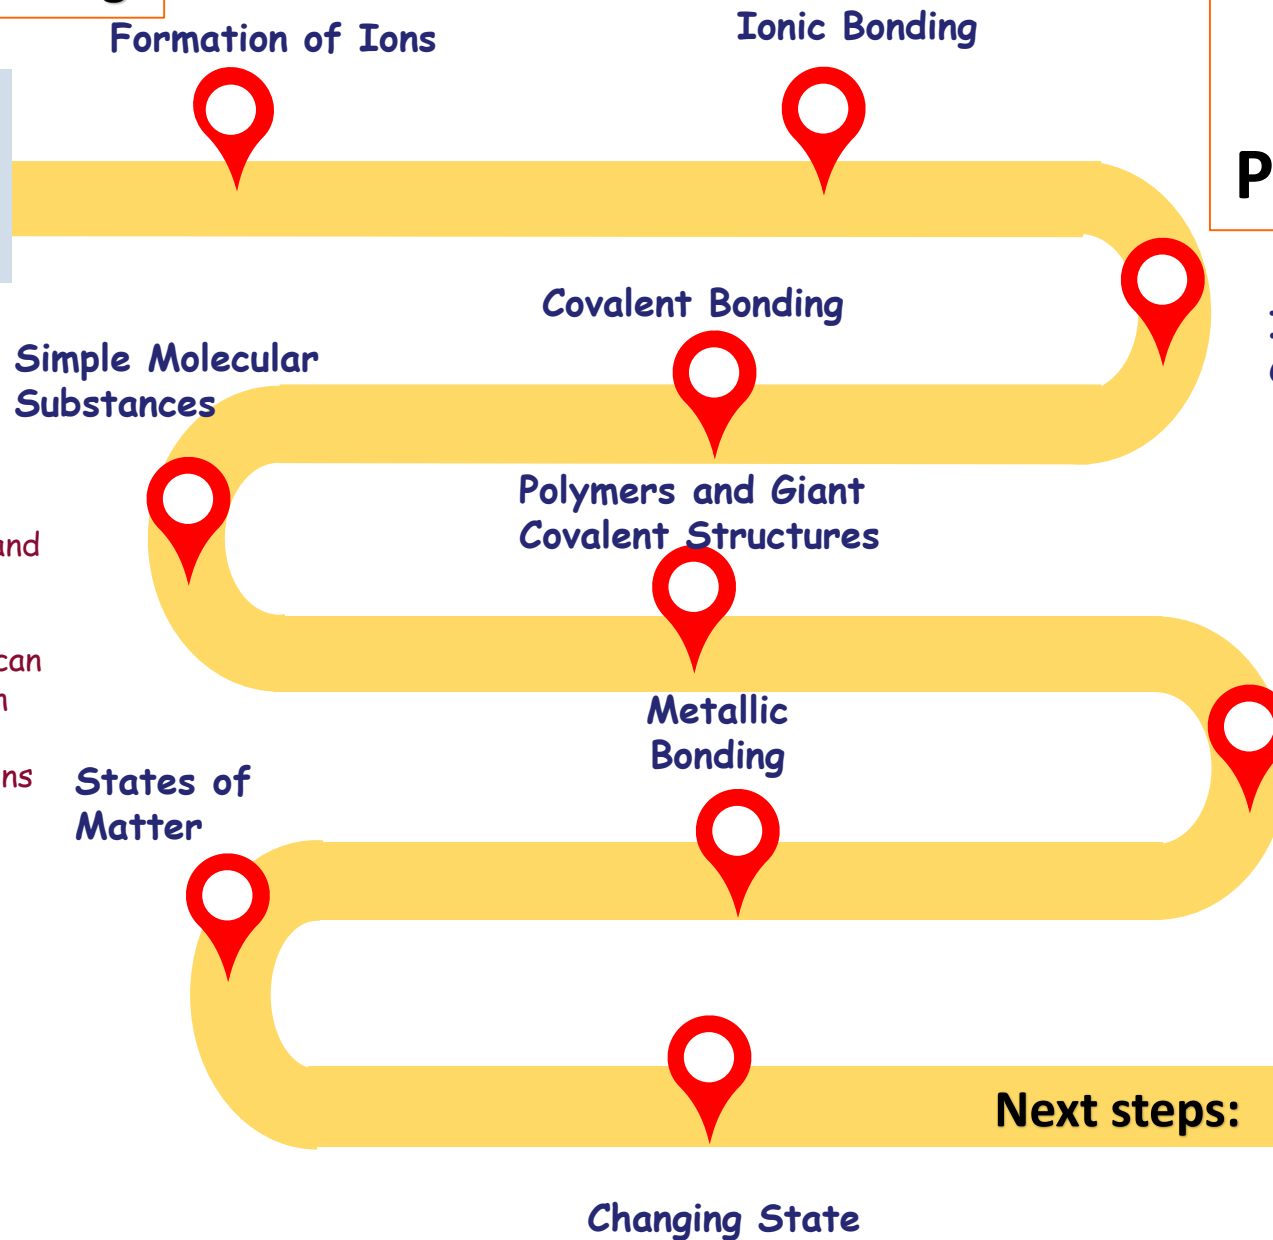 Formation of Ions
Ionic Bonding
P
Covalent Bonding
Simple Molecular
Substances
Polymers and Giant
Covalent Structures
and
can
Metallic
Bonding
ns
States of
Matter
Next steps:
Changing State